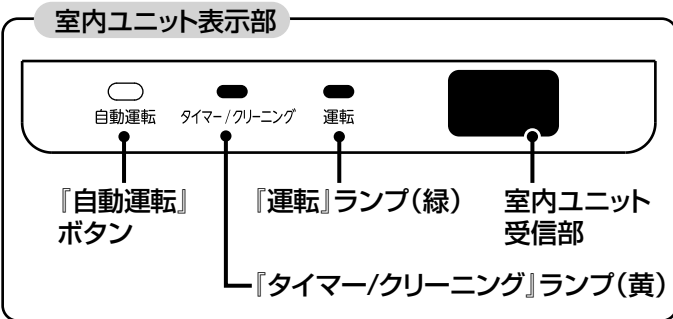 室内ユニット表示部
自動運転
タイマー/クリーニング
運転
『自動運転』
ボタン
『運転』ランプ(緑)
室内ユニット
受信部
『タイマー/クリーニング』ランプ(黄)